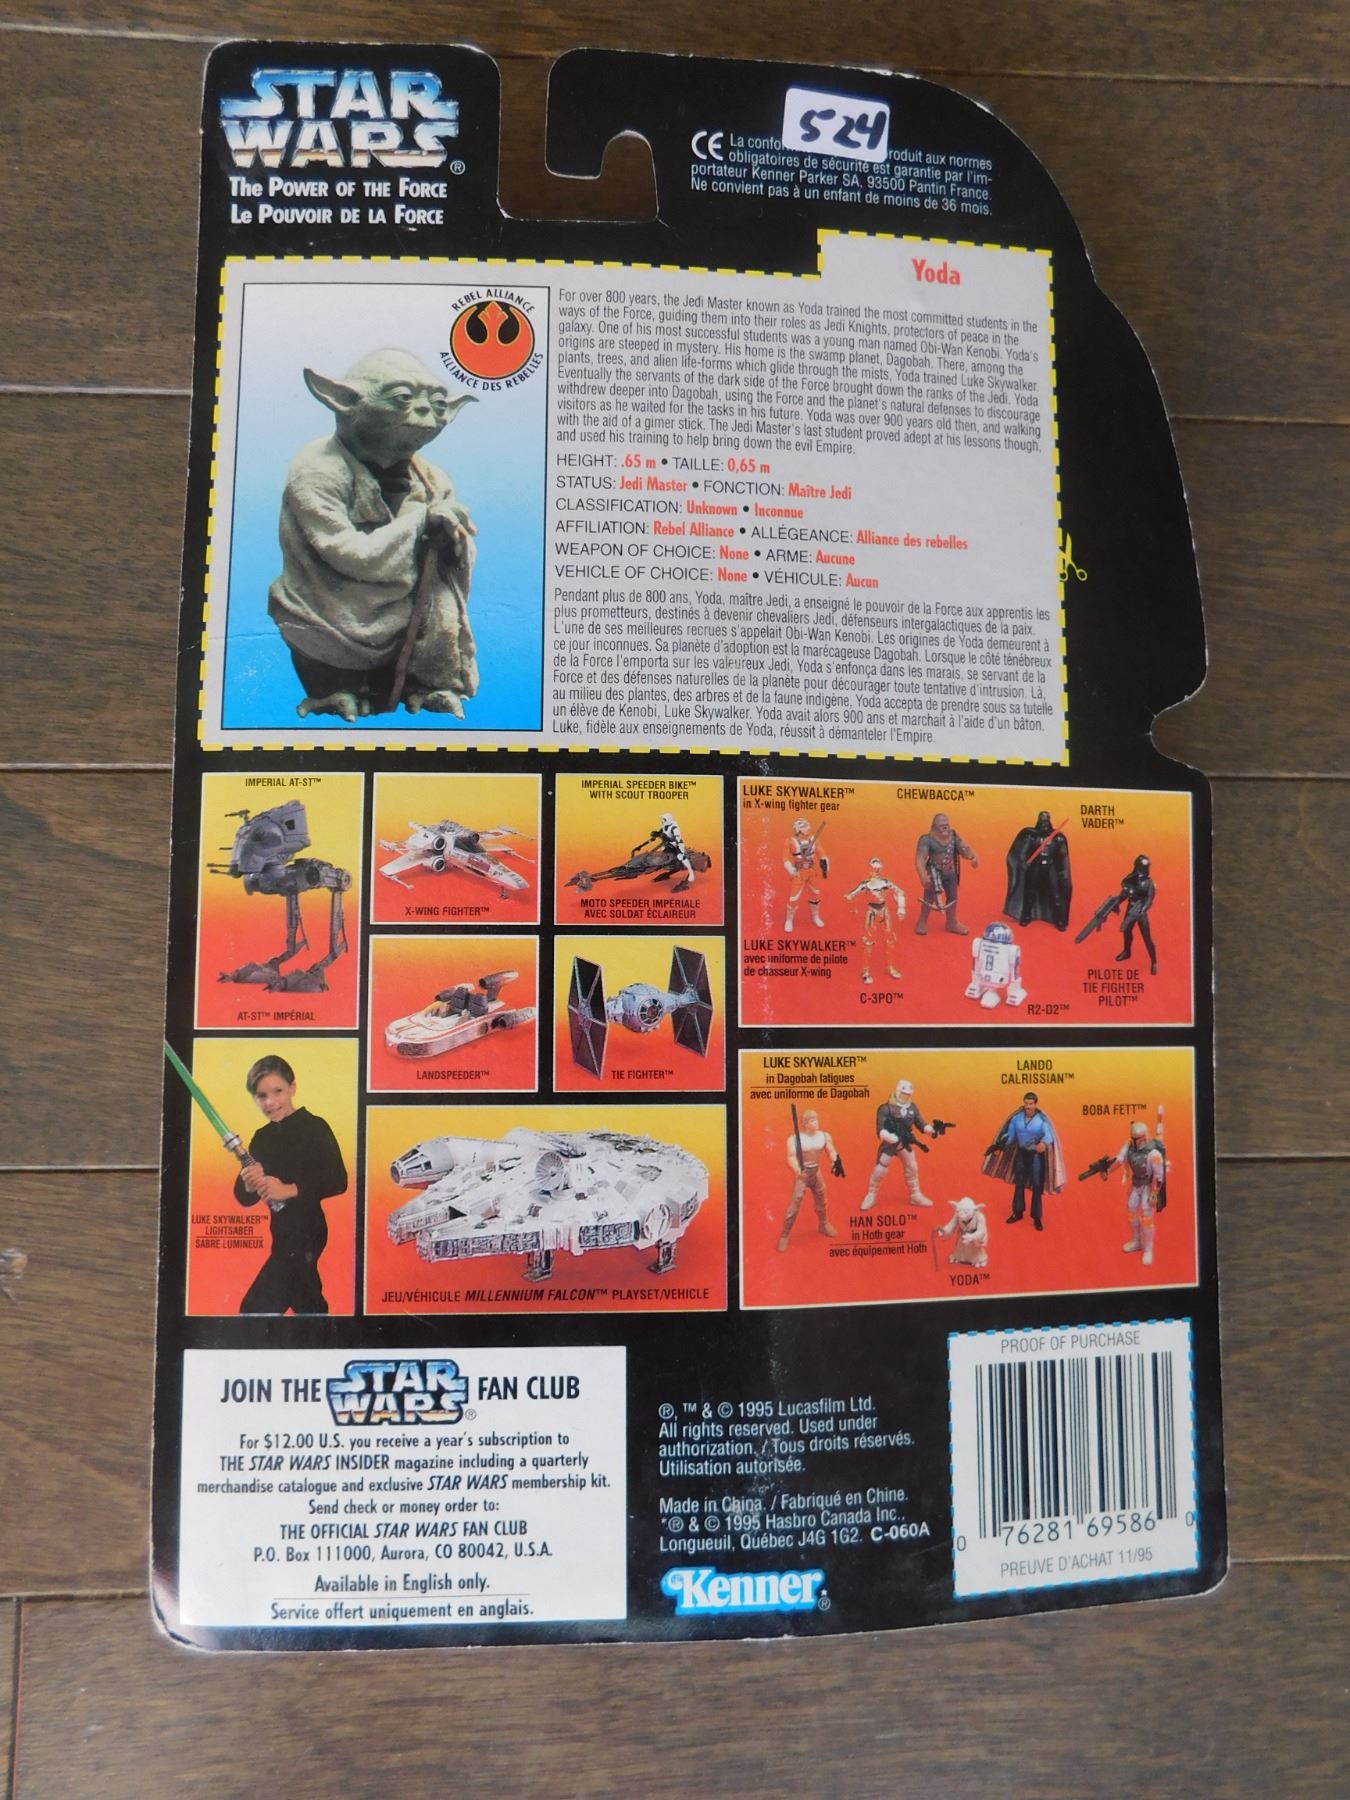 STAR
WARS®
The Power of the Force
Le Pouvoir de la Force
524
CE La confo
roduit aux normes
obligatoires de sécurité est garantie par l'im-
portateur Kenner Parker SA, 93500 Pantin France.
Ne convient pas à un enfant de moins de 36 mois.
REBEL ALLIANCE
ALLIANCE DES REBELLES
Yoda
For over 800 years, the Jedi Master known as Yoda trained the most committed students in the
ways of the Force, guiding them into their roles as Jedi Knights, protectors of peace in the
galaxy. One of his most successful students was a young man named Obi-Wan Kenobi. Yoda's
origins are steeped in mystery. His home is the swamp planet, Dagobah. There, among the
plants, trees, and alien life-forms which glide through the mists, Yoda trained Luke Skywalker.
Eventually the servants of the dark side of the Force brought down the ranks of the Jedi. Yoda
withdrew deeper into Dagobah, using the Force and the planet's natural defenses to discourage
visitors as he waited for the tasks in his future. Yoda was over 900 years old then, and walking
with the aid of a gimer stick. The Jedi Master's last student proved adept at his lessons though,
and used his training to help bring down the evil Empire.
HEIGHT: .65 m • TAILLE: 0,65 m
STATUS: Jedi Master • FONCTION: Maître Jedi
CLASSIFICATION: Unknown • Inconnue
AFFILIATION: Rebel Alliance • ALLÉGEANCE: Alliance des rebelles
WEAPON OF CHOICE: None • ARME: Aucune
VEHICLE OF CHOICE: None • VÉHICULE: Aucun
Pendant plus de 800 ans, Yoda, maître Jedi, a enseigné le pouvoir de la Force aux apprentis les
plus prometteurs, destinés à devenir chevaliers Jedi, défenseurs intergalactiques de la paix.
L'une de ses meilleures recrues s'appelait Obi-Wan Kenobi. Les origines de Yoda demeurent à
ce jour inconnues. Sa planète d'adoption est la marécageuse Dagobah. Lorsque le côté ténébreux
de la Force l'emporta sur les valeureux Jedi, Yoda s'enfonça dans les marais, se servant de la
Force et des défenses naturelles de la planète pour décourager toute tentative d'intrusion. Là,
au milieu des plantes, des arbres et de la faune indigène, Yoda accepta de prendre sous sa tutelle
un élève de Kenobi, Luke Skywalker. Yoda avait alors 900 ans et marchait à l'aide d'un bâton.
Luke, fidèle aux enseignements de Yoda, réussit à démanteler l'Empire.
IMPERIAL AT-ST™
AT-ST™ IMPÉRIAL
X-WING FIGHTER™
IMPERIAL SPEEDER BIKE™
WITH SCOUT TROOPER
MOTO SPEEDER IMPÉRIALE
AVEC SOLDAT ÉCLAIREUR
LANDSPEEDER™
TIE FIGHTER™
LUKE SKYWALKER™
in X-wing fighter gear
CHEWBACCA™
DARTH
VADER™
LUKE SKYWALKER™
avec uniforme de pilote
de chasseur X-wing
C-3PO™
R2-D2™
PILOTE DE
TIE FIGHTER
PILOT™
LUKE SKYWALKER™
LIGHTSABER
SABRE LUMINEUX
JEU/VÉHICULE MILLENNIUM FALCON™ PLAYSET/VEHICLE
LUKE SKYWALKER™
in Dagobah fatigues
avec uniforme de Dagobah
LANDO
CALRISSIAN™
BOBA FETT™
HAN SOLO™
in Hoth gear
avec équipement Hoth
YODA™
JOIN THE STAR WARS® FAN CLUB
For $12.00 U.S. you receive a year's subscription to
THE STAR WARS INSIDER magazine including a quarterly
merchandise catalogue and exclusive STAR WARS membership kit.
Send check or money order to:
THE OFFICIAL STAR WARS FAN CLUB
P.O. Box 111000, Aurora, CO 80042, U.S.A.
Available in English only.
Service offert uniquement en anglais.
®, ™ & © 1995 Lucasfilm Ltd.
All rights reserved. Used under
authorization. / Tous droits réservés.
Utilisation autorisée.
Made in China. / Fabriqué en Chine.
*® & © 1995 Hasbro Canada Inc.,
Longueuil, Québec J4G 1G2. C-060A
Kenner®
PROOF OF PURCHASE
0 76281 69586 0
PREUVE D'ACHAT 11/95